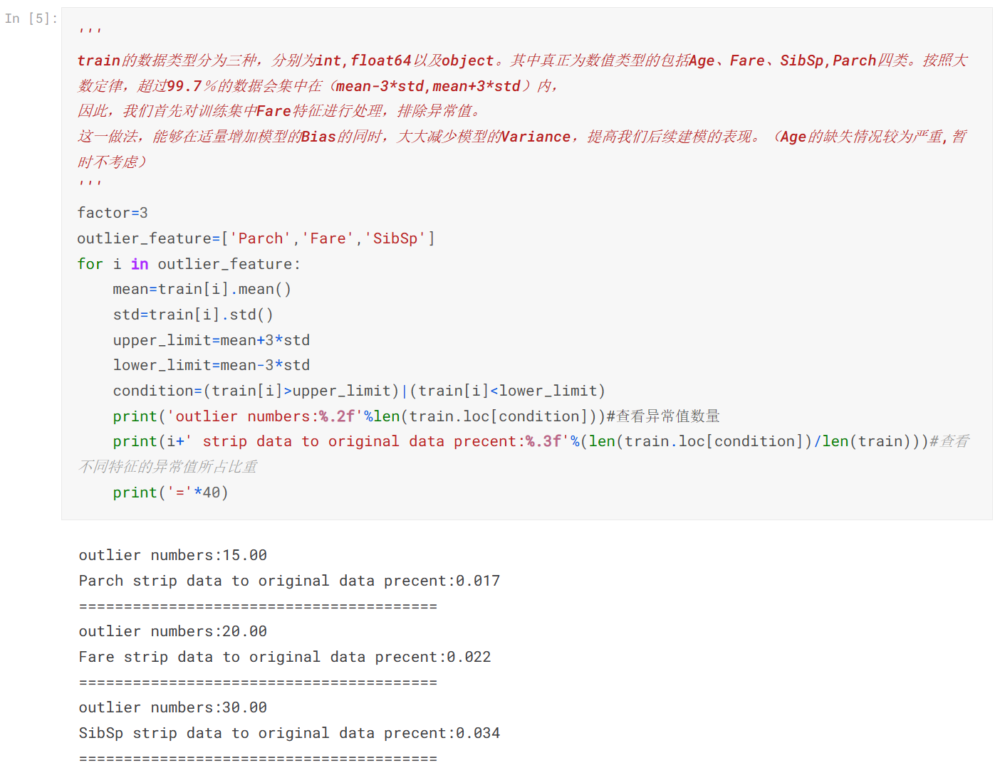 In [5]:
'''
train的数据类型分为三种，分别为int,float64以及object。其中真正为数值类型的包括Age、Fare、SibSp,Parch四类。按照大
数定律，超过99.7％的数据会集中在（mean-3*std,mean+3*std）内，
因此，我们首先对训练集中Fare特征进行处理，排除异常值。
这一做法，能够在适量增加模型的Bias的同时，大大减少模型的Variance，提高我们后续建模的表现。（Age的缺失情况较为严重,暂
时不考虑）
'''
factor=3
outlier_feature=['Parch','Fare','SibSp']
for i in outlier_feature:
    mean=train[i].mean()
    std=train[i].std()
    upper_limit=mean+3*std
    lower_limit=mean-3*std
    condition=(train[i]>upper_limit)|(train[i]<lower_limit)
    print('outlier numbers:%.2f'%len(train.loc[condition]))#查看异常值数量
    print(i+' strip data to original data precent:%.3f'%(len(train.loc[condition])/len(train)))#查看
不同特征的异常值所占比重
    print('='*40)
outlier numbers:15.00
Parch strip data to original data precent:0.017
========================================
outlier numbers:20.00
Fare strip data to original data precent:0.022
========================================
outlier numbers:30.00
SibSp strip data to original data precent:0.034
========================================